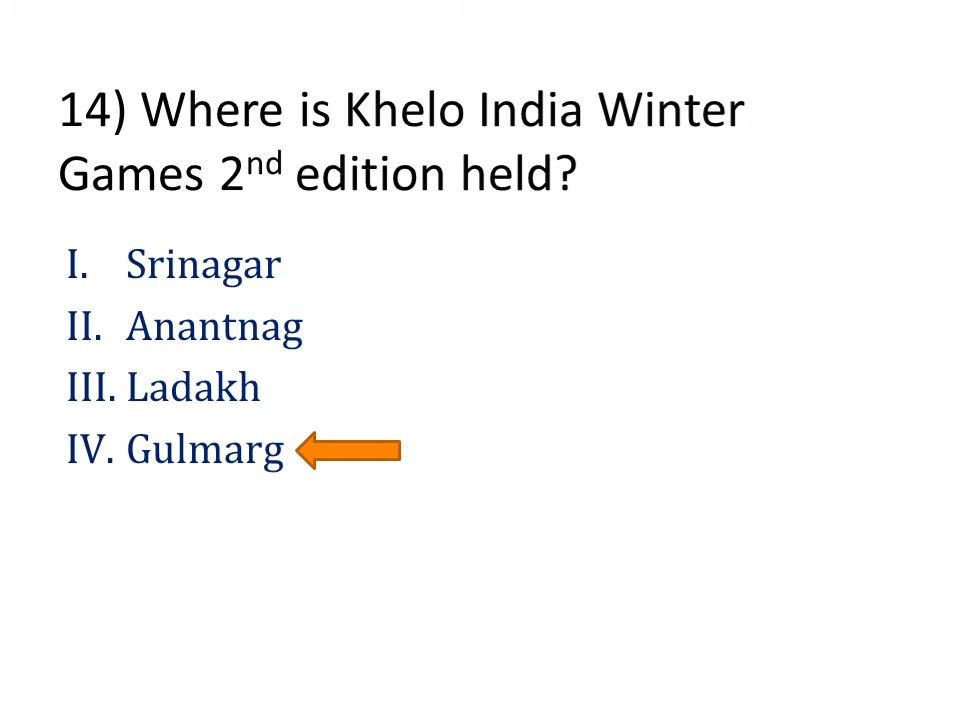 14) Where is Khelo India Winter
Games 2nd edition held?
I. Srinagar
II. Anantnag
III. Ladakh
IV. Gulmarg